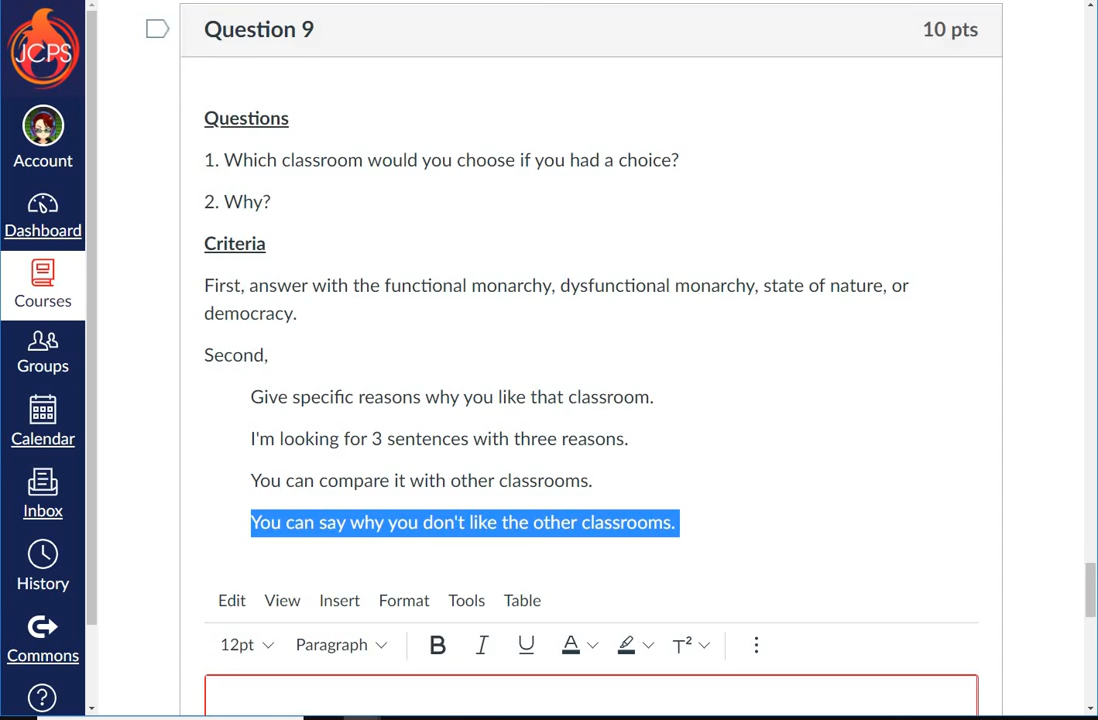 JCPS
Account
Dashboard
Courses
Groups
Calendar
Inbox
History
Commons
Question 9
10 pts
Questions
1. Which classroom would you choose if you had a choice?
2. Why?
Criteria
First, answer with the functional monarchy, dysfunctional monarchy, state of nature, or
democracy.
Second,
Give specific reasons why you like that classroom.
I'm looking for 3 sentences with three reasons.
You can compare it with other classrooms.
You can say why you don't like the other classrooms.
Edit View Insert Format Tools Table
12pt Paragraph B I U A T²